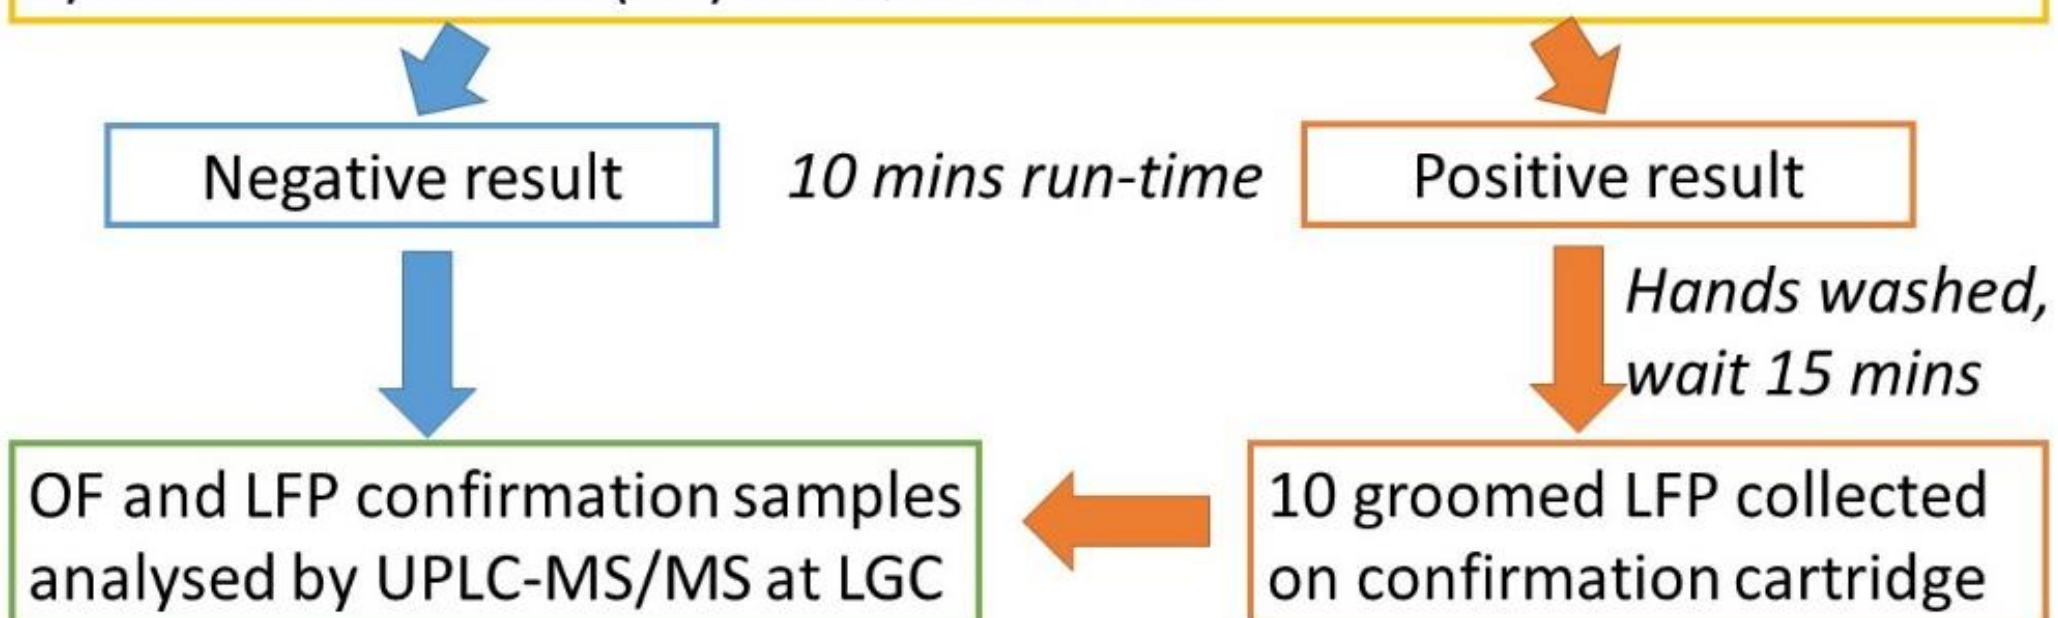 Negative result
10 mins run-time
Positive result
Hands washed,
wait 15 mins
OF and LFP confirmation samples
analysed by UPLC-MS/MS at LGC
10 groomed LFP collected
on confirmation cartridge